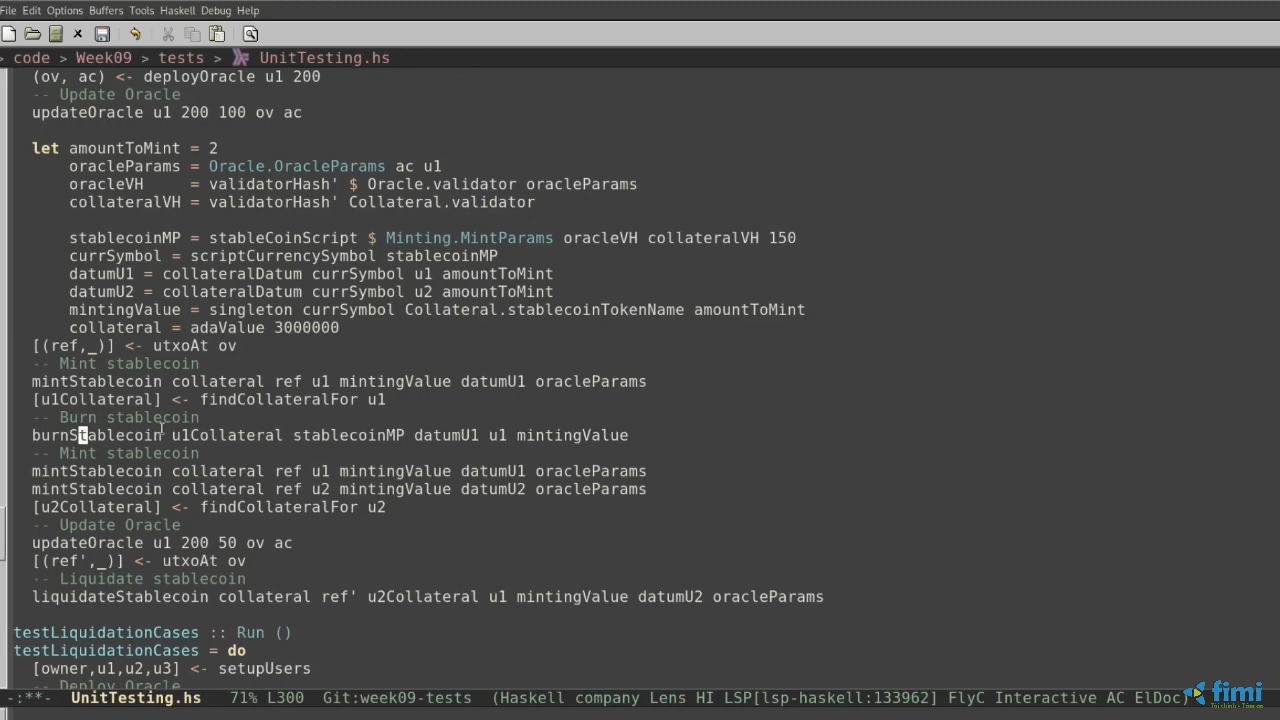 File Edit Options Buffers Tools Haskell Debug Help
> code > Week09 > tests > UnitTesting.hs
(ov, ac) <- deployOracle u1 200
-- Update Oracle
updateOracle u1 200 100 ov ac
let amountToMint = 2
oracleParams = Oracle.OracleParams ac u1
oracleVH     = validatorHash' $ Oracle.validator oracleParams
collateralVH = validatorHash' Collateral.validator
stablecoinMP = stableCoinScript $ Minting.MintParams oracleVH collateralVH 150
currSymbol = scriptCurrencySymbol stablecoinMP
datumU1 = collateralDatum currSymbol u1 amountToMint
datumU2 = collateralDatum currSymbol u2 amountToMint
mintingValue = singleton currSymbol Collateral.stablecoinTokenName amountToMint
collateral = adaValue 3000000
[(ref,_)] <- utxoAt ov
-- Mint stablecoin
mintStablecoin collateral ref u1 mintingValue datumU1 oracleParams
[u1Collateral] <- findCollateralFor u1
-- Burn stablecoin
burnStablecoin u1Collateral stablecoinMP datumU1 u1 mintingValue
-- Mint stablecoin
mintStablecoin collateral ref u1 mintingValue datumU1 oracleParams
mintStablecoin collateral ref u2 mintingValue datumU2 oracleParams
[u2Collateral] <- findCollateralFor u2
-- Update Oracle
updateOracle u1 200 50 ov ac
[(ref',_)] <- utxoAt ov
-- Liquidate stablecoin
liquidateStablecoin collateral ref' u2Collateral u1 mintingValue datumU2 oracleParams
testLiquidationCases :: Run ()
testLiquidationCases = do
[owner,u1,u2,u3] <- setupUsers
-- Deploy Oracle
-:**-  UnitTesting.hs   71% L300   Git:week09-tests  (Haskell company Lens HI LSP[lsp-haskell:133962] FlyC Interactive AC ElDoc)
fimi